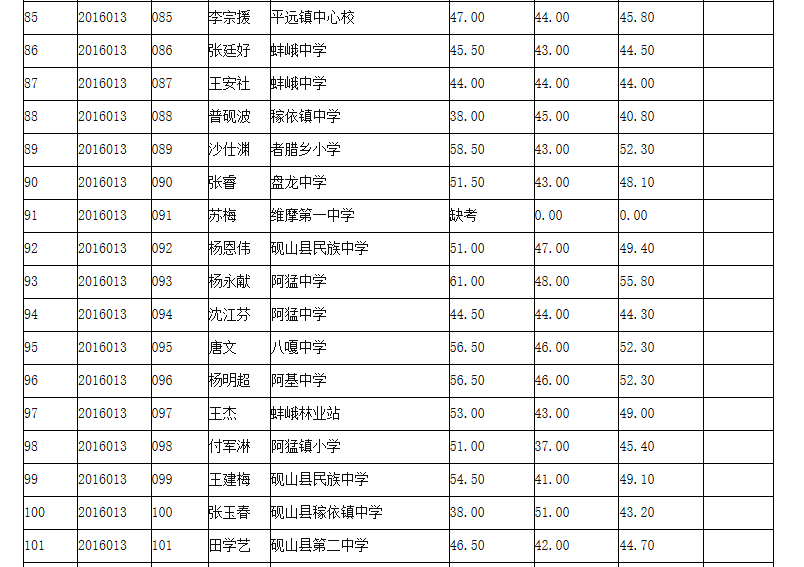 85 2016013 085 李宗援 平远镇中心校 47.00 44.00 45.80
86 2016013 086 张廷好 蚌峨中学 45.50 43.00 44.50
87 2016013 087 王安社 蚌峨中学 44.00 44.00 44.00
88 2016013 088 普砚波 稼依镇中学 38.00 45.00 40.80
89 2016013 089 沙仕渊 者腊乡小学 58.50 43.00 52.30
90 2016013 090 张睿 盘龙中学 51.50 43.00 48.10
91 2016013 091 苏梅 维摩第一中学 缺考 0.00 0.00
92 2016013 092 杨恩伟 砚山县民族中学 51.00 47.00 49.40
93 2016013 093 杨永献 阿猛中学 61.00 48.00 55.80
94 2016013 094 沈江芬 阿猛中学 44.50 44.00 44.30
95 2016013 095 唐文 八嘎中学 56.50 46.00 52.30
96 2016013 096 杨明超 阿基中学 56.50 46.00 52.30
97 2016013 097 王杰 蚌峨林业站 53.00 43.00 49.00
98 2016013 098 付军淋 阿猛镇小学 51.00 37.00 45.40
99 2016013 099 王建梅 砚山县民族中学 54.50 41.00 49.10
100 2016013 100 张玉春 砚山县稼依镇中学 38.00 51.00 43.20
101 2016013 101 田学艺 砚山县第二中学 46.50 42.00 44.70